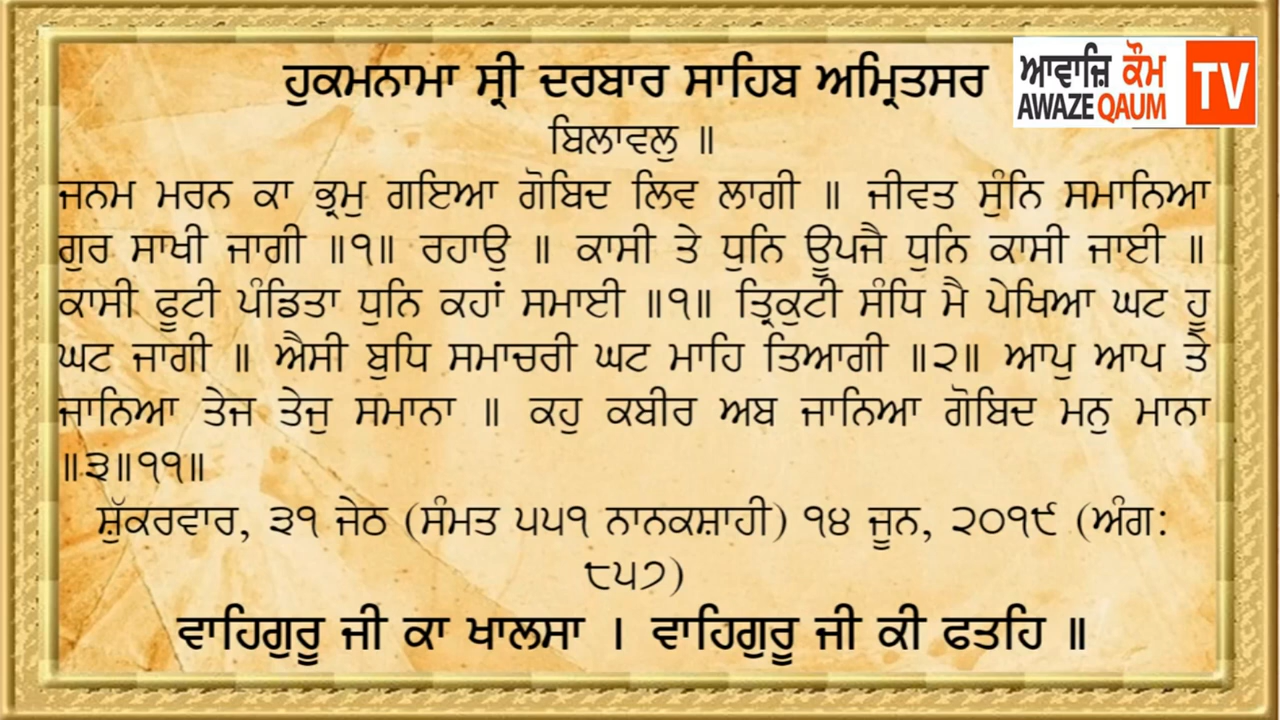 ਹੁਕਮਨਾਮਾ ਸ੍ਰੀ ਦਰਬਾਰ ਸਾਹਿਬ ਅਮ੍ਰਿਤਸਰ
ਆਵਾਜ਼ਿ ਕੌਮ
AWAZE QAUM
TV
ਬਿਲਾਵਲੁ ॥
ਜਨਮ ਮਰਨ ਕਾ ਭ੍ਰਮੁ ਗਇਆ ਗੋਬਿਦ ਲਿਵ ਲਾਗੀ ॥ ਜੀਵਤ ਸੁੰਨਿ ਸਮਾਨਿਆ
ਗੁਰ ਸਾਖੀ ਜਾਗੀ ॥੧॥ ਰਹਾਉ ॥ ਕਾਸੀ ਤੇ ਧੁਨਿ ਊਪਜੈ ਧੁਨਿ ਕਾਸੀ ਜਾਈ ॥
ਕਾਸੀ ਫੂਟੀ ਪੰਡਿਤਾ ਧੁਨਿ ਕਹਾਂ ਸਮਾਈ ॥੧॥ ਤ੍ਰਿਕੁਟੀ ਸੰਧਿ ਮੈ ਪੇਖਿਆ ਘਟ ਹੂ
ਘਟ ਜਾਗੀ ॥ ਐਸੀ ਬੁਧਿ ਸਮਾਚਰੀ ਘਟ ਮਾਹਿ ਤਿਆਗੀ ॥੨॥ ਆਪੁ ਆਪ ਤੇ
ਜਾਨਿਆ ਤੇਜ ਤੇਜੁ ਸਮਾਨਾ ॥ ਕਹੁ ਕਬੀਰ ਅਬ ਜਾਨਿਆ ਗੋਬਿਦ ਮਨੁ ਮਾਨਾ
॥੩॥੧੧॥
ਸ਼ੁੱਕਰਵਾਰ, ੩੧ ਜੇਠ (ਸੰਮਤ ੫੫੧ ਨਾਨਕਸ਼ਾਹੀ) ੧੪ ਜੂਨ, ੨੦੧੯ (ਅੰਗ:
੮੫੭)
ਵਾਹਿਗੁਰੂ ਜੀ ਕਾ ਖਾਲਸਾ । ਵਾਹਿਗੁਰੂ ਜੀ ਕੀ ਫਤਹਿ ॥